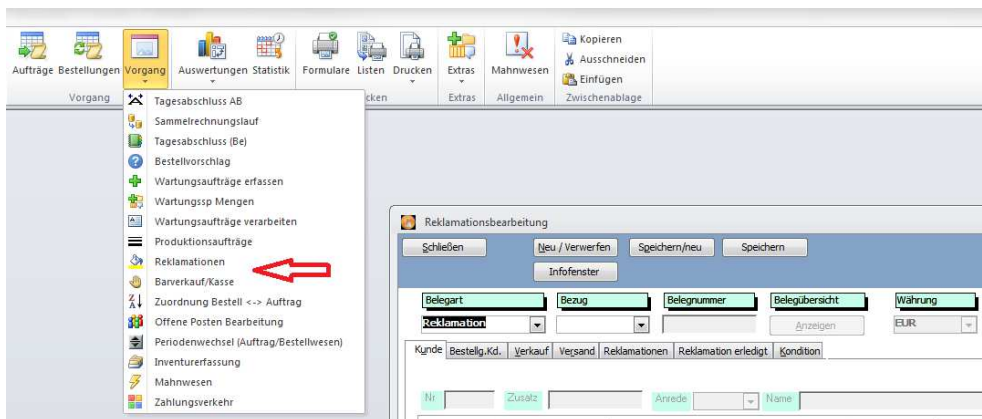 Aufträge Bestellungen Vorgang Auswertungen Statistik Formulare Listen Drucken Extras Mahnwesen
Kopieren
Ausschneiden
Einfügen
Vorgang cken Extras Allgemein Zwischenablage
Tagesabschluss AB
Sammelrechnungslauf
Tagesabschluss (Be)
Bestellvorschlag
Wartungsaufträge erfassen
Wartungssp Mengen
Wartungsaufträge verarbeiten
Produktionsaufträge
Reklamationen
Barverkauf/Kasse
Zuordnung Bestell <-> Auftrag
Offene Posten Bearbeitung
Periodenwechsel (Auftrag/Bestellwesen)
Inventurerfassung
Mahnwesen
Zahlungsverkehr
Reklamationsbearbeitung
Schließen Neu / Verwerfen Speichern/neu Speichern
Infofenster
Belegart Bezug Belegnummer Belegübersicht Währung
Reklamation Anzeigen EUR
Kunde Bestellg.Kd. Verkauf Versand Reklamationen Reklamation erledigt Kondition
Nr Zusatz Anrede Name